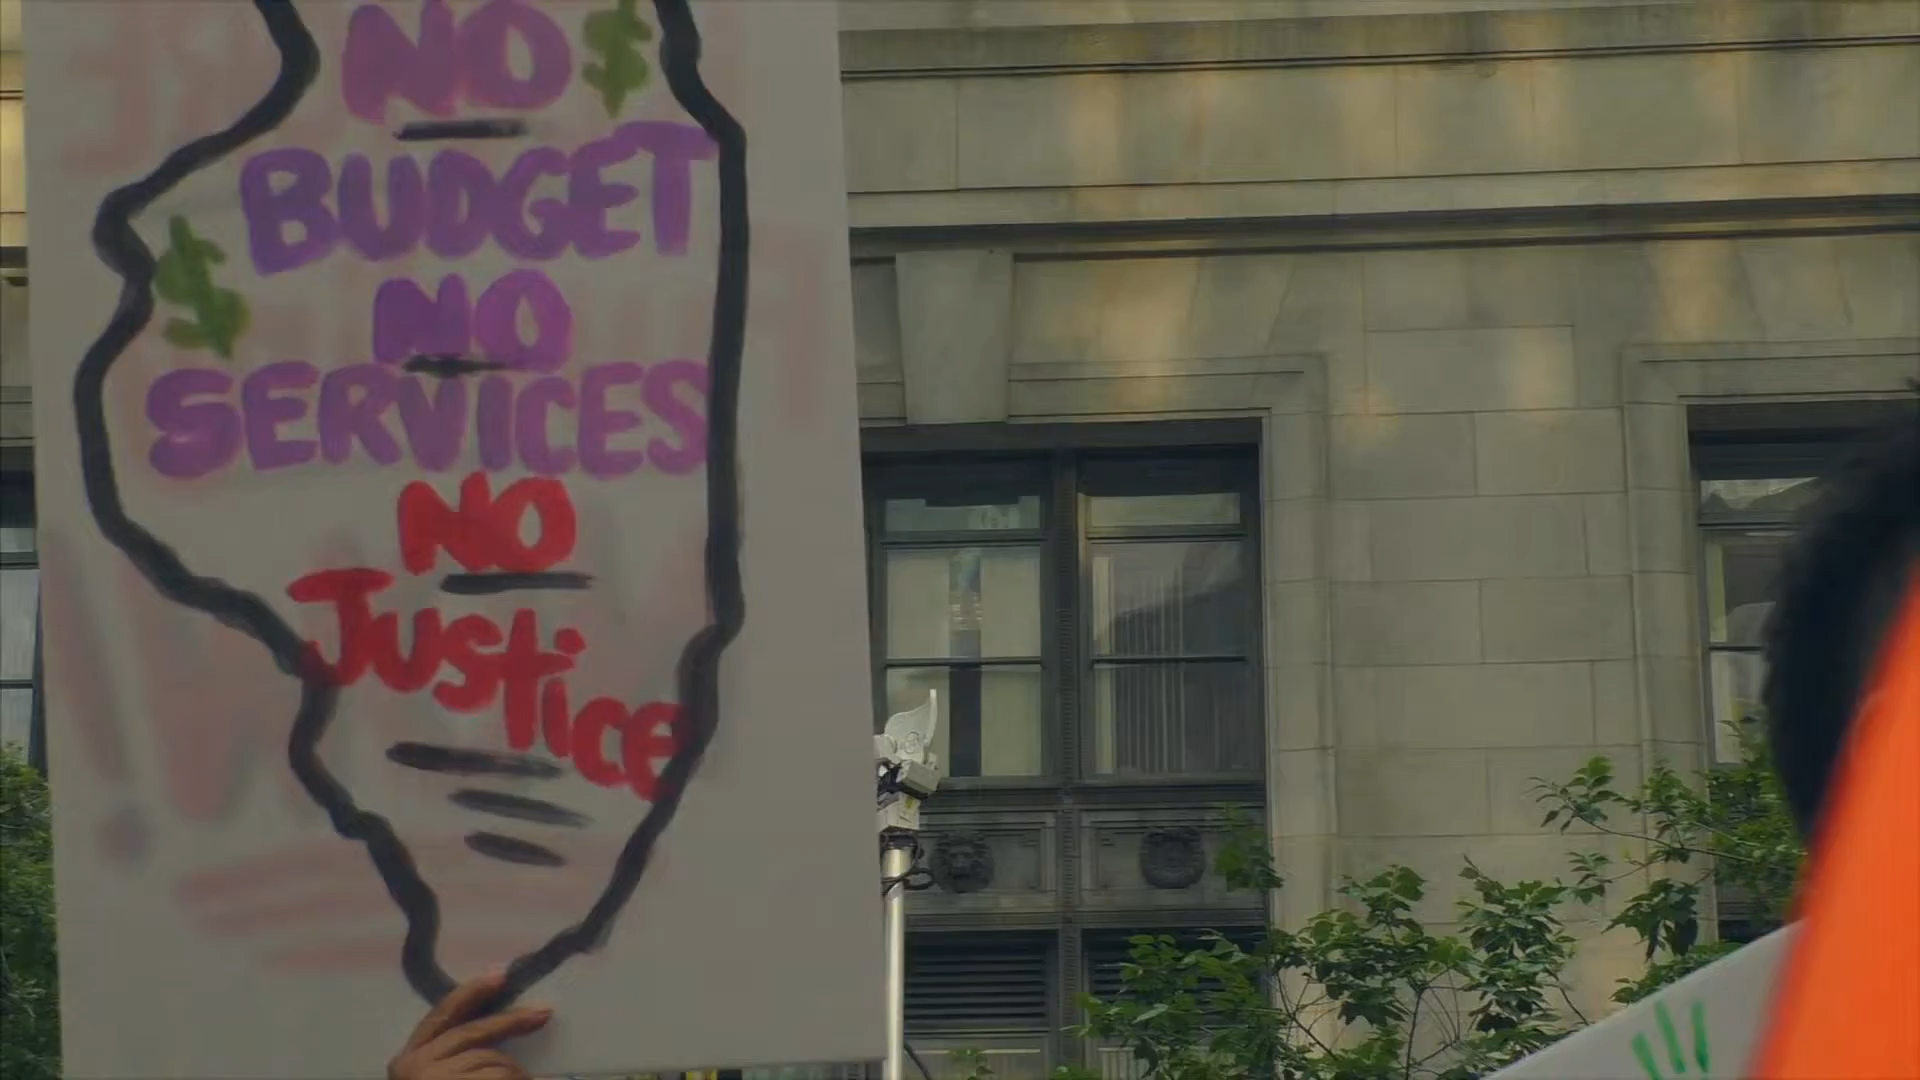 NO $
BUDGET
$ NO
SERVICES
NO
Justice